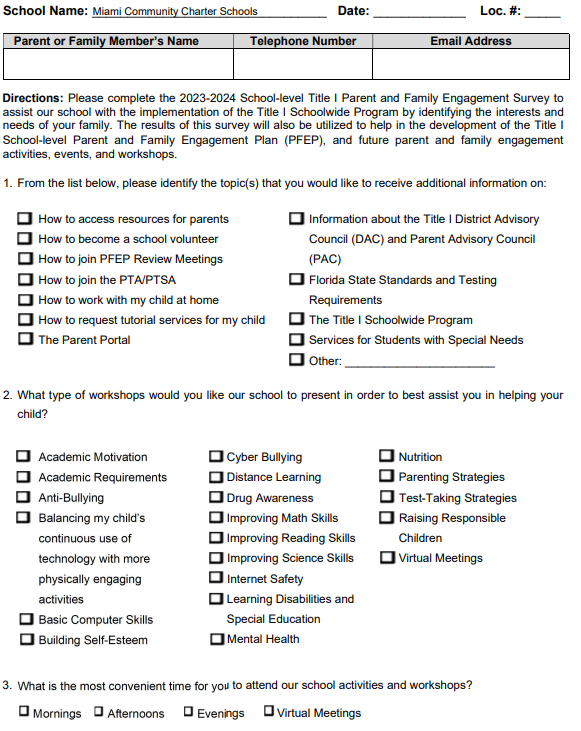 School Name: Miami Community Charter Schools Date: ______________ Loc. #: _____
Parent or Family Member's Name Telephone Number Email Address
Directions: Please complete the 2023-2024 School-level Title I Parent and Family Engagement Survey to
assist our school with the implementation of the Title I Schoolwide Program by identifying the interests and
needs of your family. The results of this survey will also be utilized to help in the development of the Title I
School-level Parent and Family Engagement Plan (PFEP), and future parent and family engagement
activities, events, and workshops.
1. From the list below, please identify the topic(s) that you would like to receive additional information on:
How to access resources for parents
How to become a school volunteer
How to join PFEP Review Meetings
How to join the PTA/PTSA
How to work with my child at home
How to request tutorial services for my child
The Parent Portal
Information about the Title I District Advisory
Council (DAC) and Parent Advisory Council
(PAC)
Florida State Standards and Testing
Requirements
The Title I Schoolwide Program
Services for Students with Special Needs
Other: ______________________
2. What type of workshops would you like our school to present in order to best assist you in helping your
child?
Academic Motivation
Academic Requirements
Anti-Bullying
Balancing my child's
continuous use of
technology with more
physically engaging
activities
Basic Computer Skills
Building Self-Esteem
Cyber Bullying
Distance Learning
Drug Awareness
Improving Math Skills
Improving Reading Skills
Improving Science Skills
Internet Safety
Learning Disabilities and
Special Education
Mental Health
Nutrition
Parenting Strategies
Test-Taking Strategies
Raising Responsible
Children
Virtual Meetings
3. What is the most convenient time for you to attend our school activities and workshops?
Mornings Afternoons Evenings Virtual Meetings